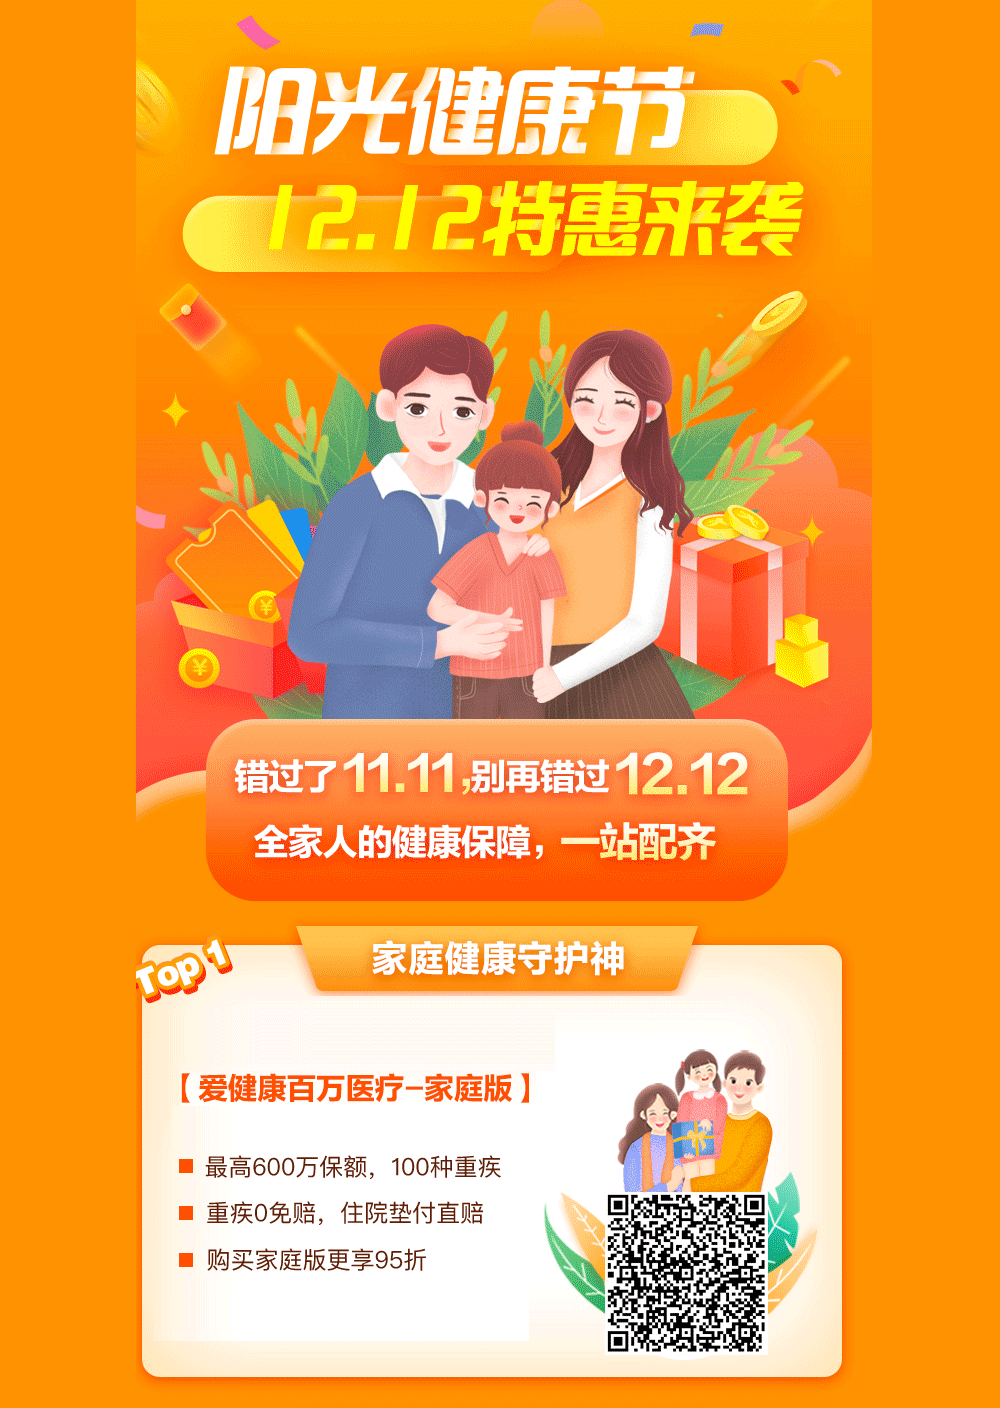 阳光健康节
12.12特惠来袭
¥
¥
错过了11.11,别再错过12.12
全家人的健康保障，一站配齐
Top 1
家庭健康守护神
【爱健康百万医疗-家庭版】
最高600万保额，100种重疾
重疾0免赔，住院垫付直赔
购买家庭版更享95折